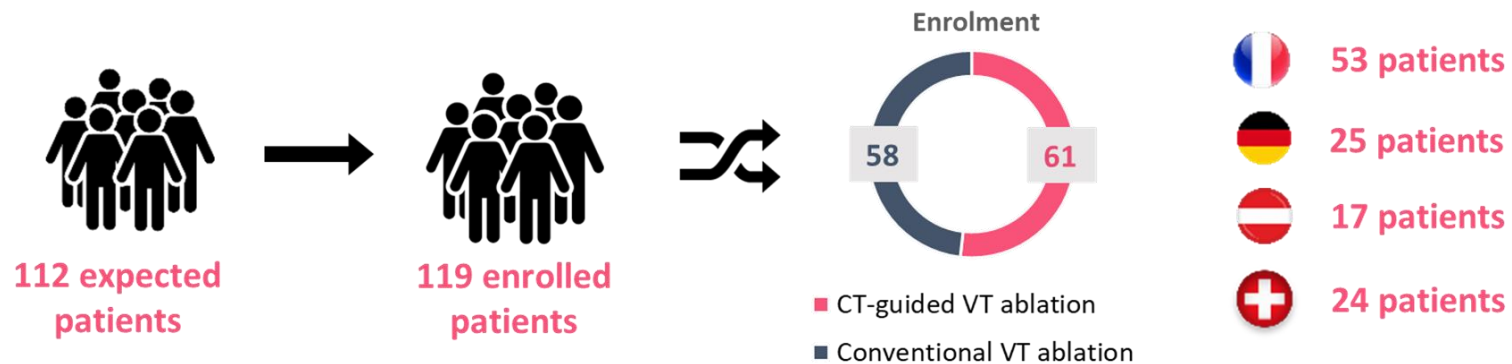 112 expected
patients
119 enrolled
patients
Enrolment
58
61
■ CT-guided VT ablation
■ Conventional VT ablation
53 patients
25 patients
17 patients
24 patients